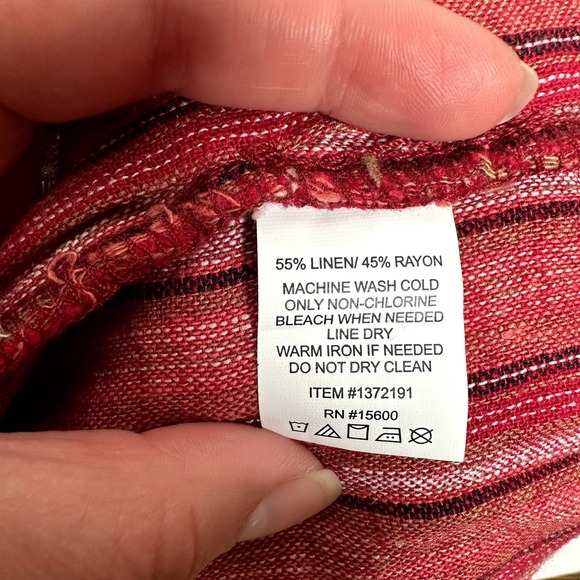 55% LINEN/ 45% RAYON
MACHINE WASH COLD
ONLY NON-CHLORINE
BLEACH WHEN NEEDED
LINE DRY
WARM IRON IF NEEDED
DO NOT DRY CLEAN
ITEM #1372191
RN #15600